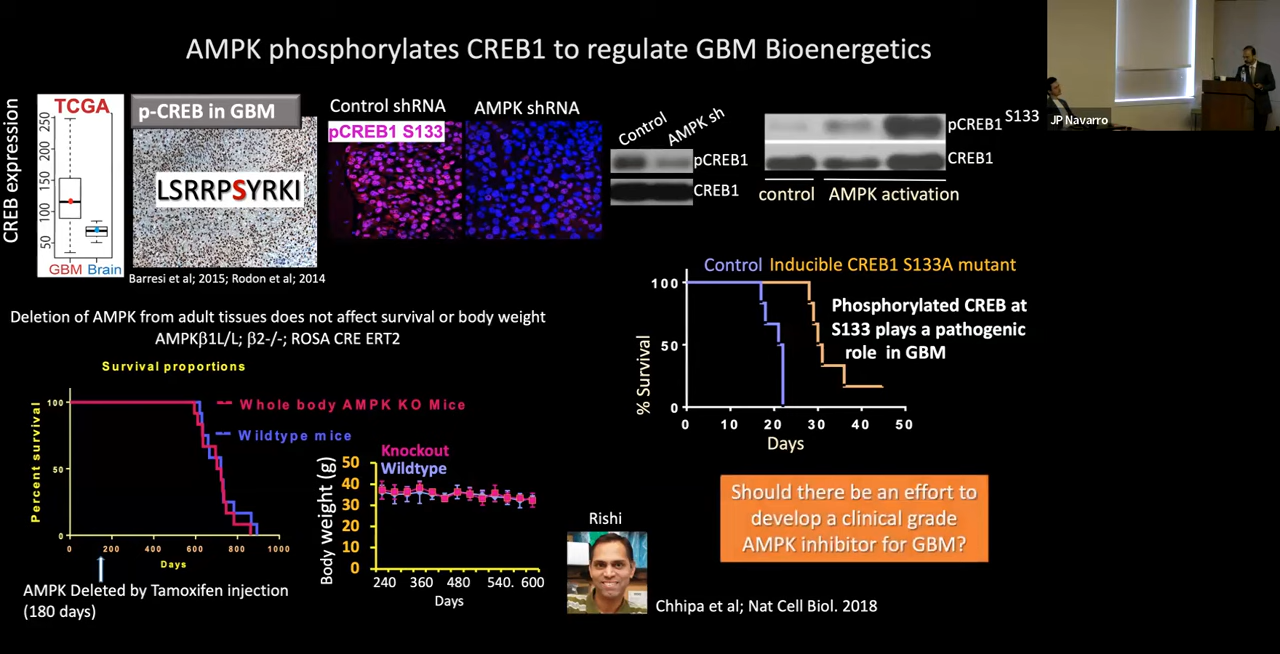 AMPK phosphorylates CREB1 to regulate GBM Bioenergetics
JP Navarro
CREB expression
TCGA
250
200
150
100
50
GBM Brain
p-CREB in GBM
LSRRPSYRKI
Barresi et al; 2015; Rodon et al; 2014
Control shRNA
AMPK shRNA
pCREB1 S133
Control
AMPK sh
pCREB1
CREB1
pCREB1 S133
CREB1
control
AMPK activation
Deletion of AMPK from adult tissues does not affect survival or body weight
AMPKβ1L/L; β2-/-; ROSA CRE ERT2
Survival proportions
Percent survival
100
50
0
0 200 400 600 800 1000
Days
Whole body AMPK KO Mice
Wildtype mice
AMPK Deleted by Tamoxifen injection
(180 days)
Knockout
Wildtype
Body weight (g)
50
40
30
20
10
0
240 360 480 540. 600
Days
Control Inducible CREB1 S133A mutant
% Survival
100
50
0
0 10 20 30 40 50
Days
Phosphorylated CREB at
S133 plays a pathogenic
role in GBM
Should there be an effort to
develop a clinical grade
AMPK inhibitor for GBM?
Rishi
Chhipa et al; Nat Cell Biol. 2018